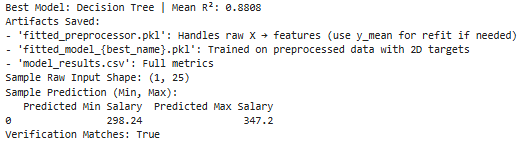 Best Model: Decision Tree | Mean R²: 0.8808
Artifacts Saved:
- 'fitted_preprocessor.pkl': Handles raw X → features (use y_mean for refit if needed)
- 'fitted_model_{best_name}.pkl': Trained on preprocessed data with 2D targets
- 'model_results.csv': Full metrics
Sample Raw Input Shape: (1, 25)
Sample Prediction (Min, Max):
   Predicted Min Salary  Predicted Max Salary
0                298.24                 347.2
Verification Matches: True